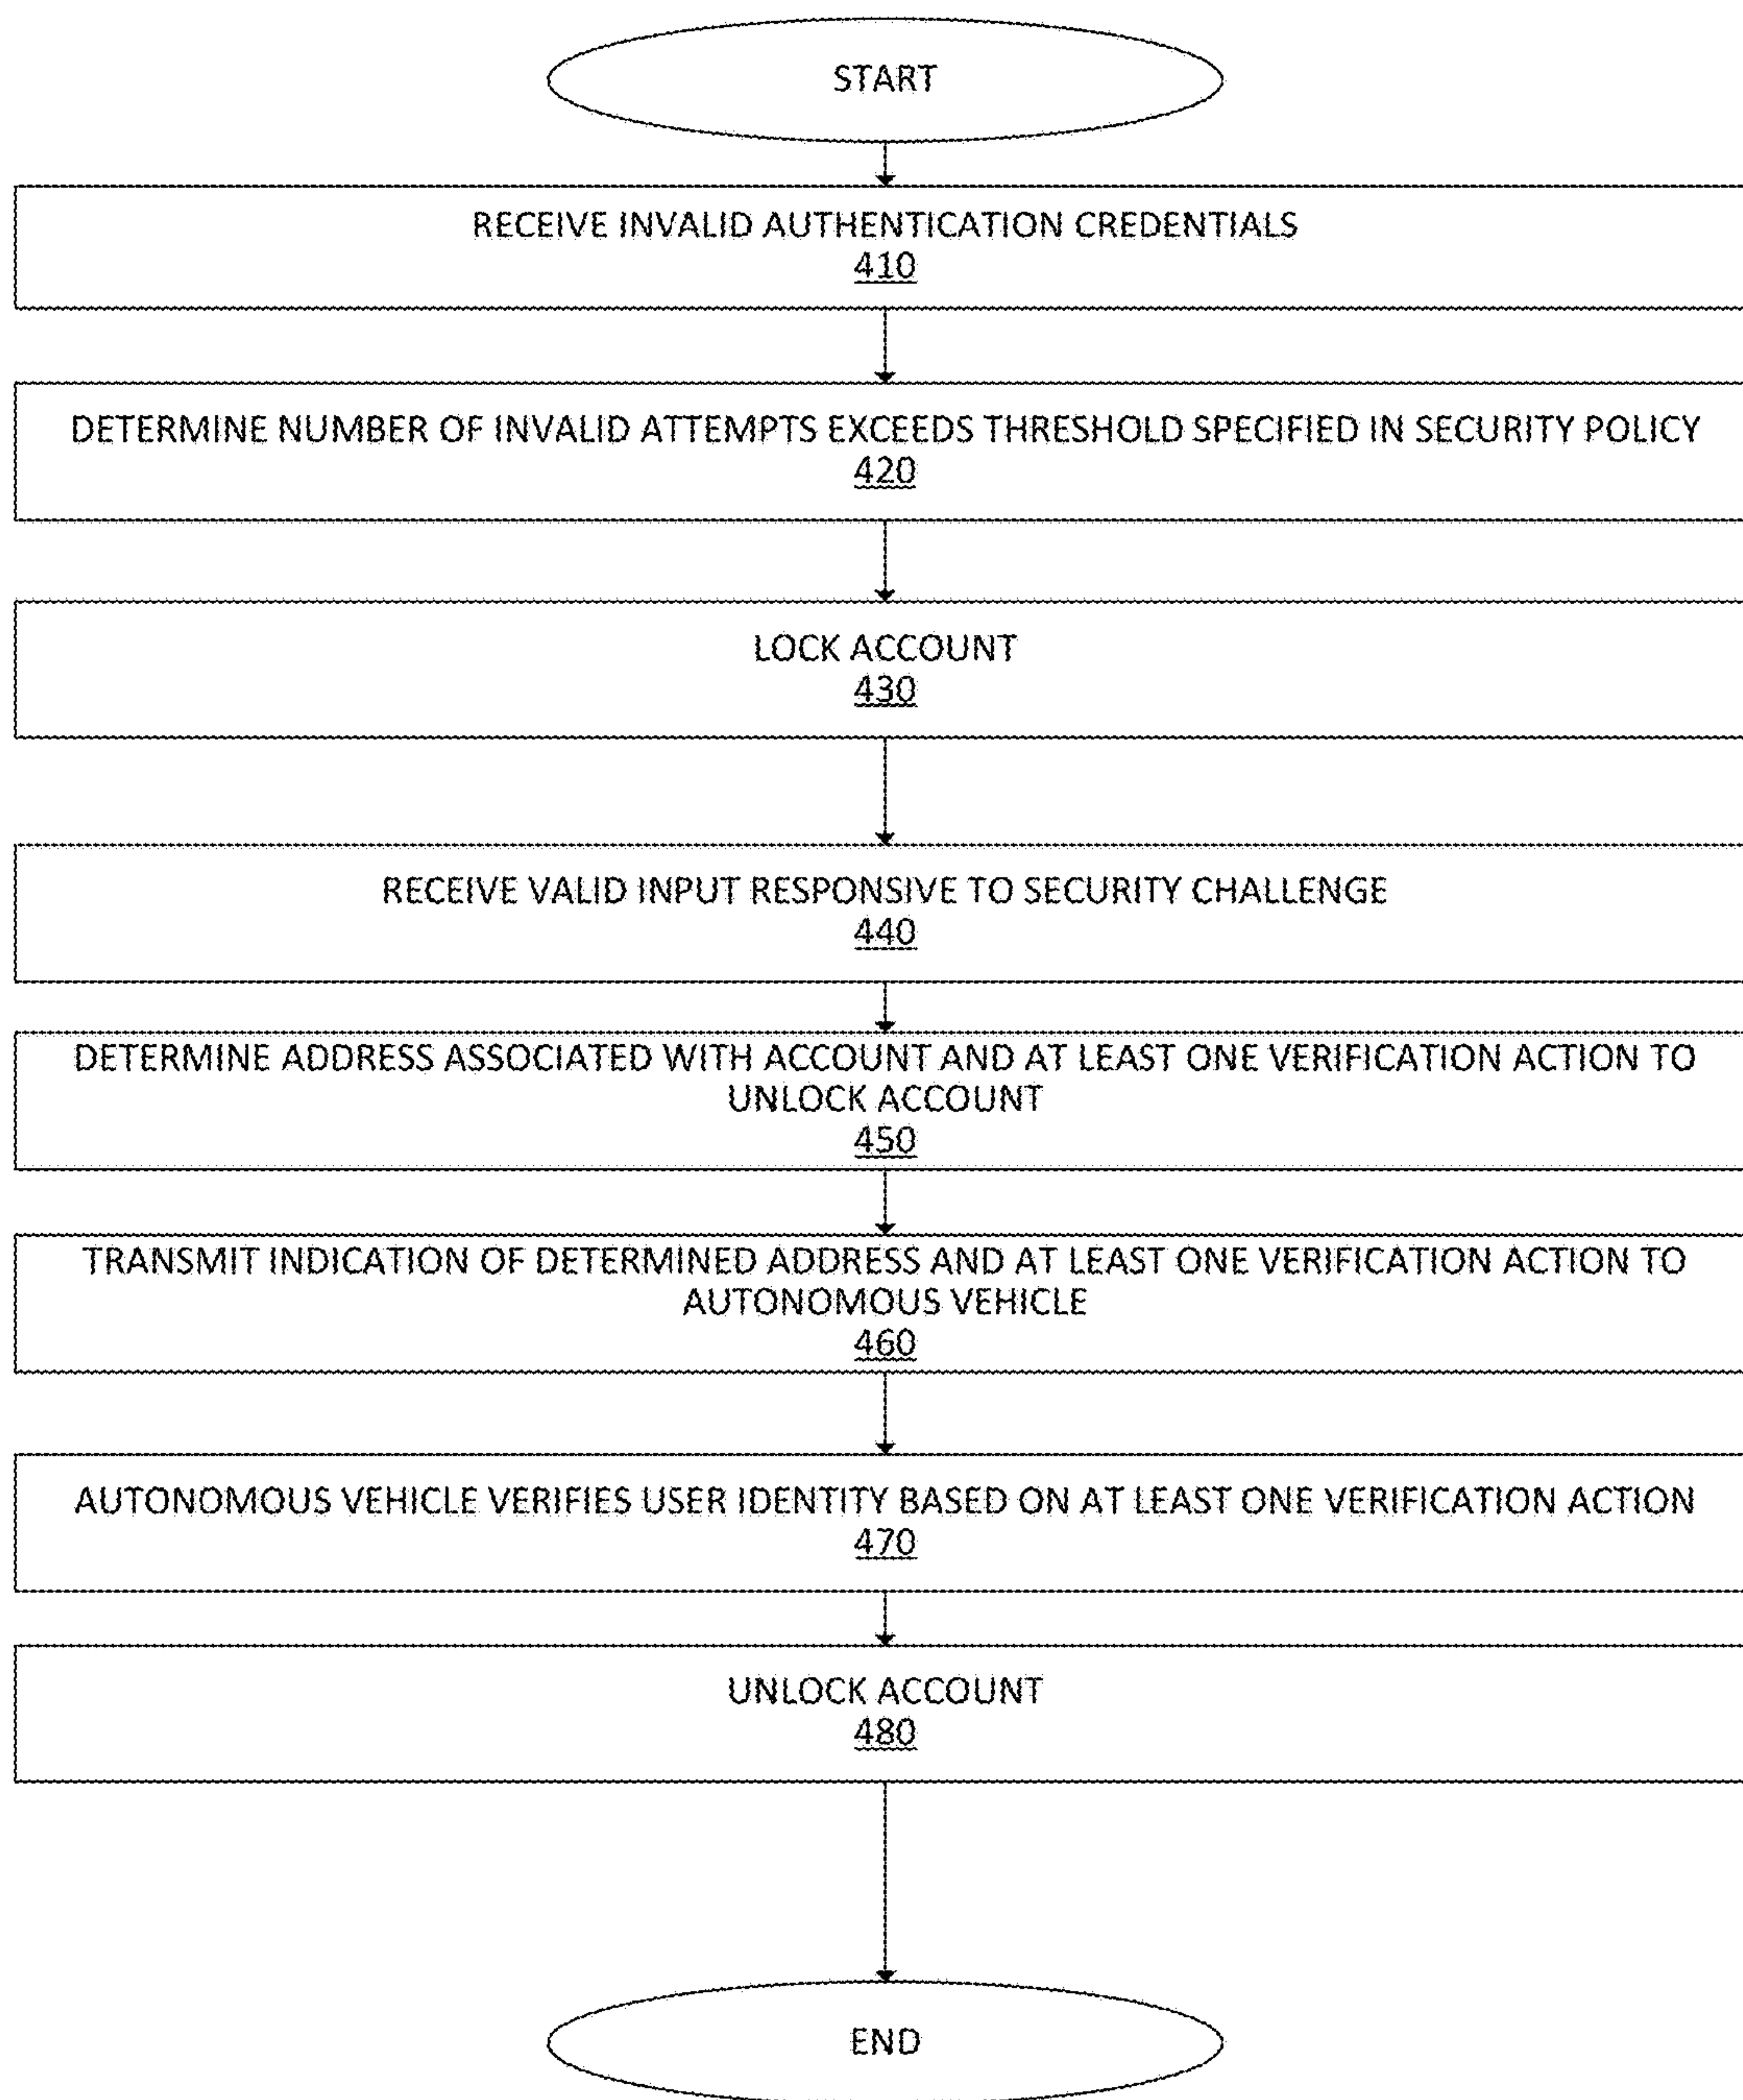 START
RECEIVE INVALID AUTHENTICATION CREDENTIALS
410
DETERMINE NUMBER OF INVALID ATTEMPTS EXCEEDS THRESHOLD SPECIFIED IN SECURITY POLICY
420
LOCK ACCOUNT
430
RECEIVE VALID INPUT RESPONSIVE TO SECURITY CHALLENGE
440
DETERMINE ADDRESS ASSOCIATED WITH ACCOUNT AND AT LEAST ONE VERIFICATION ACTION TO
UNLOCK ACCOUNT
450
TRANSMIT INDICATION OF DETERMINED ADDRESS AND AT LEAST ONE VERIFICATION ACTION TO
AUTONOMOUS VEHICLE
460
AUTONOMOUS VEHICLE VERIFIES USER IDENTITY BASED ON AT LEAST ONE VERIFICATION ACTION
470
UNLOCK ACCOUNT
480
END